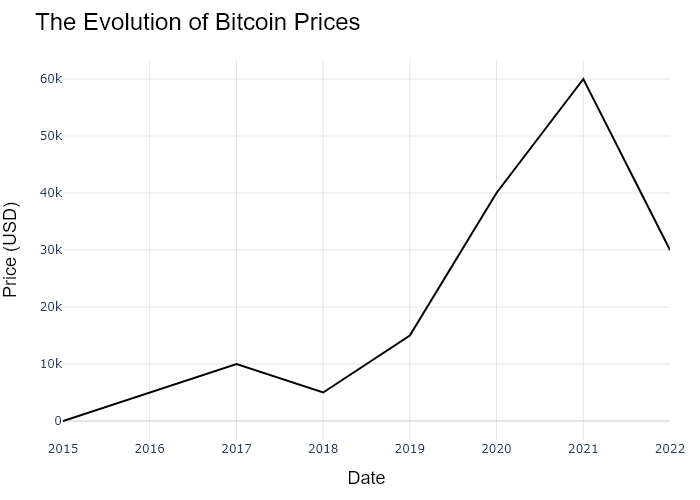 The Evolution of Bitcoin Prices
60k
50k
40k
30k
20k
10k
0
Price (USD)
2015 2016 2017 2018 2019 2020 2021 2022
Date